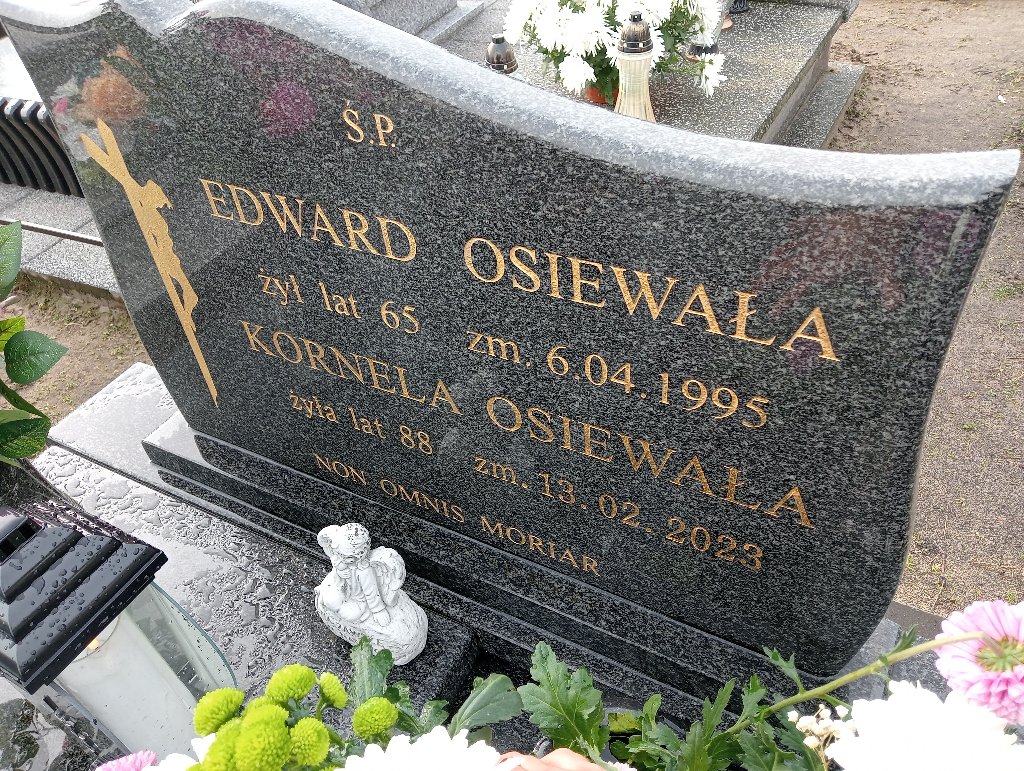 Ś.P.
EDWARD OSIEWAŁA
żył lat 65 zm. 6.04.1995
KORNELA OSIEWAŁA
żyła lat 88 zm. 13.02.2023
NON OMNIS MORIAR